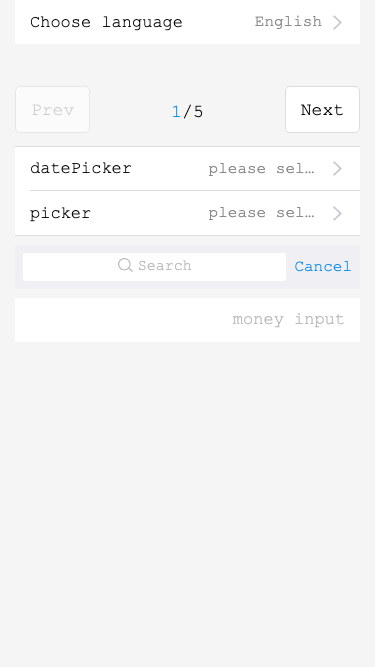 Choose language English
Prev 1/5 Next
datePicker please sel…
picker please sel…
Search Cancel
money input